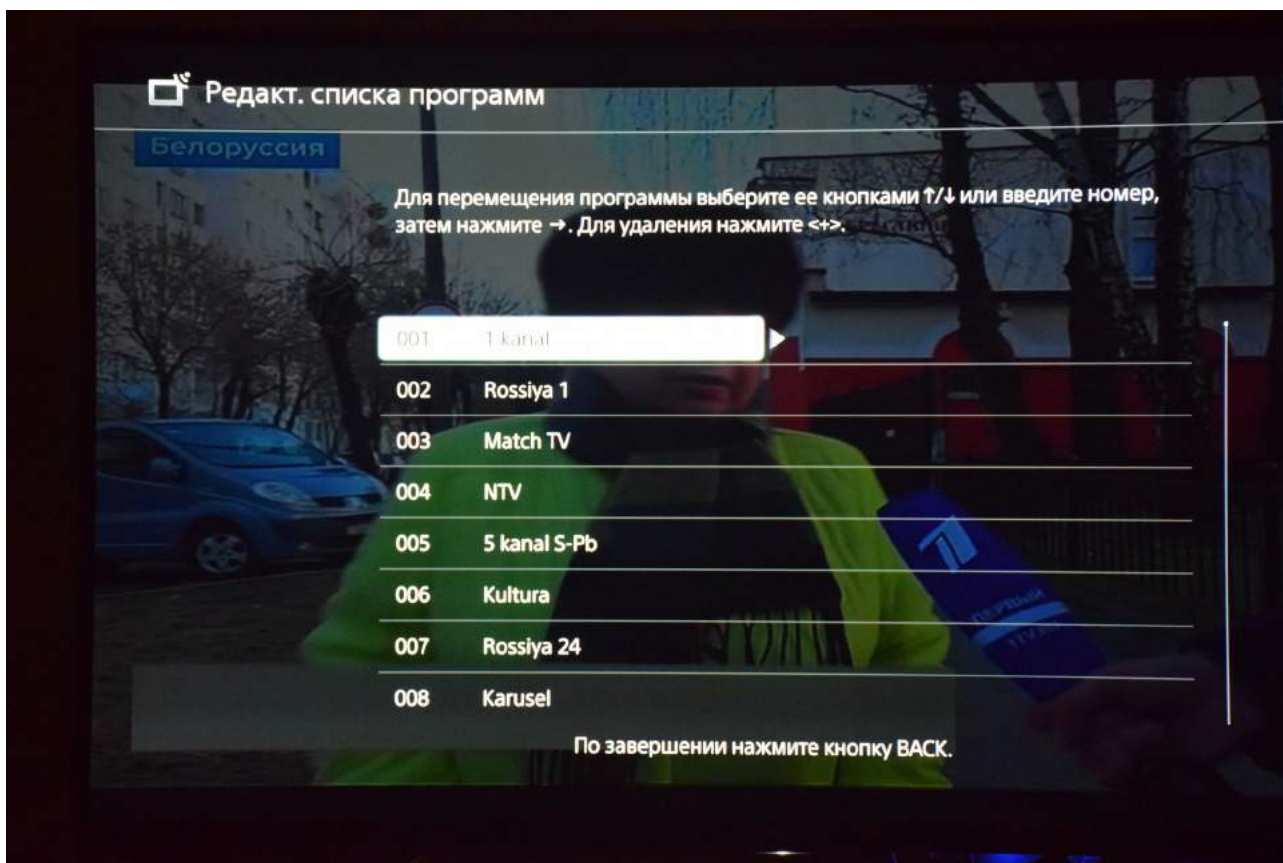 Редакт. списка программ
Белоруссия
Для перемещения программы выберите ее кнопками ↑/↓ или введите номер,
затем нажмите →. Для удаления нажмите <+>.
001 1 kanal
002 Rossiya 1
003 Match TV
004 NTV
005 5 kanal S-Pb
006 Kultura
007 Rossiya 24
008 Karusel
ПЕРВЫЙ
По завершении нажмите кнопку BACK.